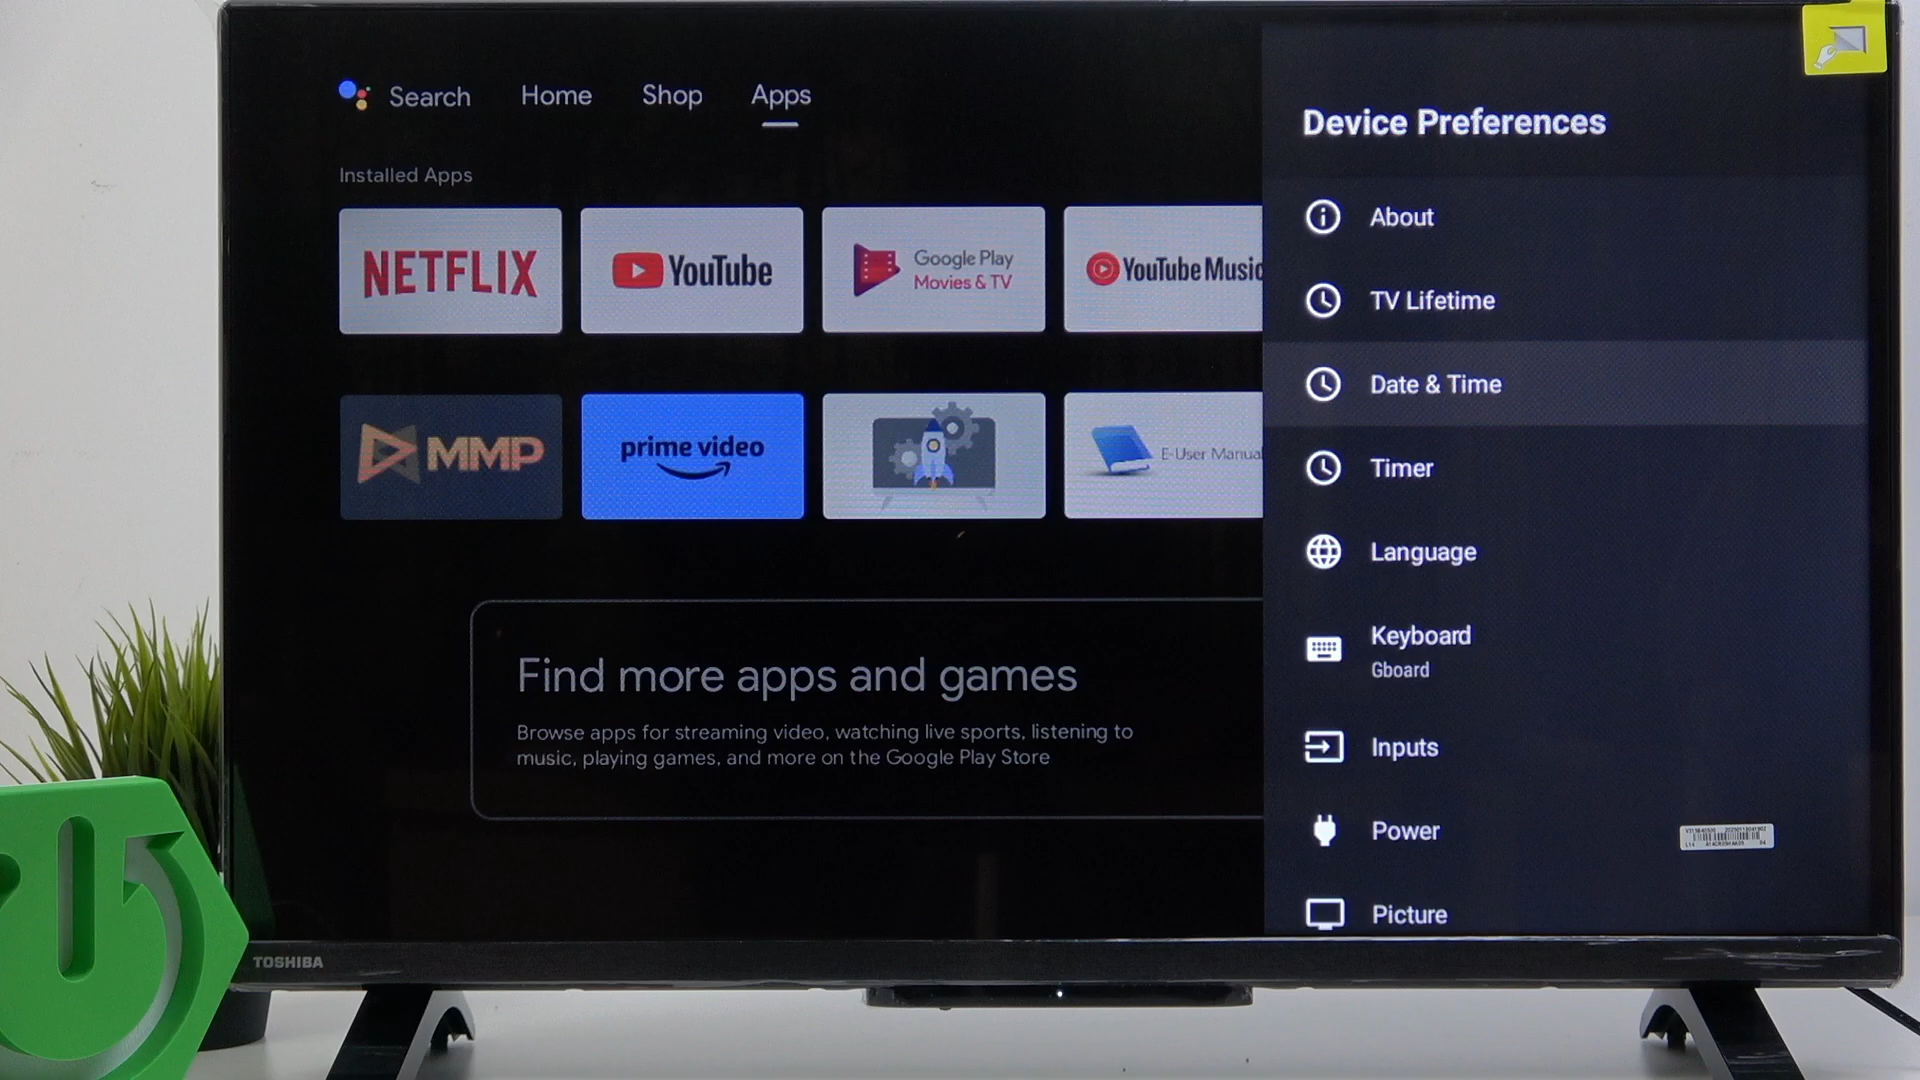 Search Home Shop Apps
Installed Apps
NETFLIX
YouTube
Google Play
Movies & TV
YouTube Music
MMP
prime video
E-User Manual
Find more apps and games
Browse apps for streaming video, watching live sports, listening to
music, playing games, and more on the Google Play Store
Device Preferences
About
TV Lifetime
Date & Time
Timer
Language
Keyboard
Gboard
Inputs
Power
Picture
TOSHIBA